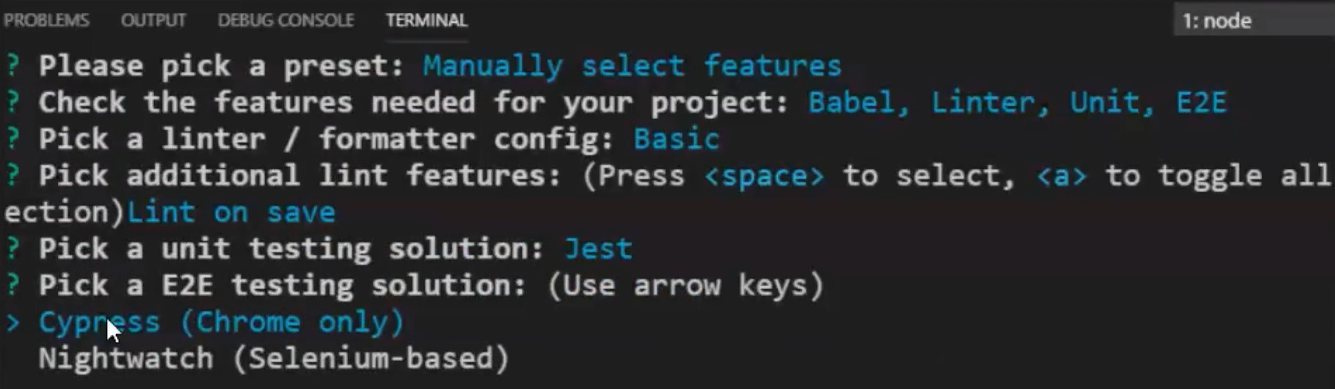 PROBLEMS OUTPUT DEBUG CONSOLE TERMINAL 1: node
? Please pick a preset: Manually select features
? Check the features needed for your project: Babel, Linter, Unit, E2E
? Pick a linter / formatter config: Basic
? Pick additional lint features: (Press <space> to select, <a> to toggle all
ection)Lint on save
? Pick a unit testing solution: Jest
? Pick a E2E testing solution: (Use arrow keys)
> Cypress (Chrome only)
Nightwatch (Selenium-based)